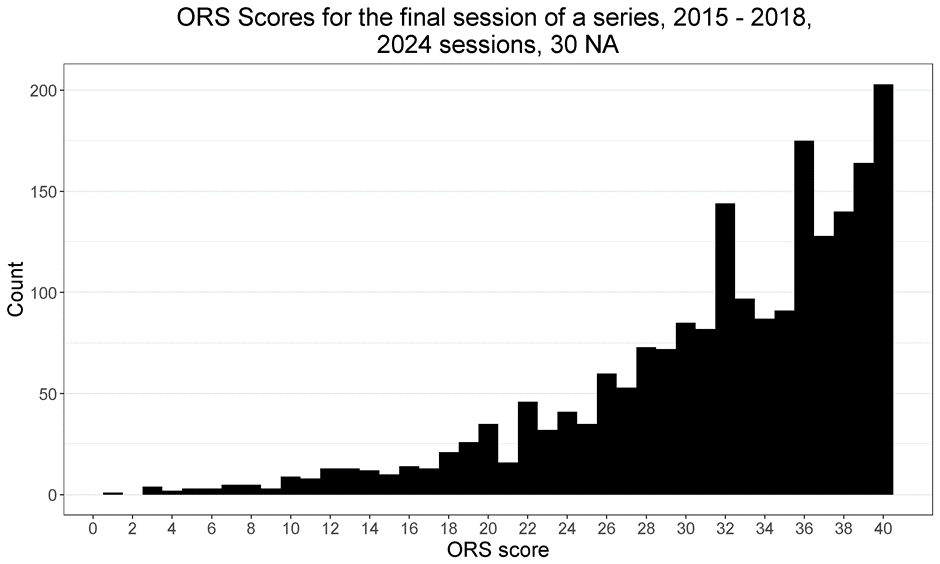 ORS Scores for the final session of a series, 2015 - 2018,
2024 sessions, 30 NA
200
150
100
50
0
Count
0 2 4 6 8 10 12 14 16 18 20 22 24 26 28 30 32 34 36 38 40
ORS score